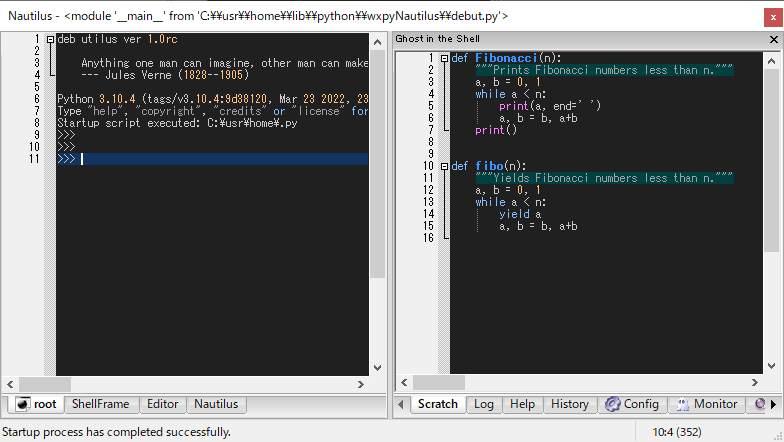 Nautilus - <module '__main__' from 'C:¥¥usr¥¥home¥¥lib¥¥python¥¥wxpyNautilus¥¥debut.py'>
1 deb utilus ver 1.0rc
2
3 Anything one man can imagine, other man can make
4 --- Jules Verne (1828--1905)
5
6 Python 3.10.4 (tags/v3.10.4:9d38120, Mar 23 2022, 23
7 Type "help", "copyright", "credits" or "license" for
8 Startup script executed: C:¥usr¥home¥.py
9 >>>
10 >>>
11 >>>
root ShellFrame Editor Nautilus
Ghost in the Shell
1 def Fibonacci(n):
2 """Prints Fibonacci numbers less than n."""
3 a, b = 0, 1
4 while a < n:
5 print(a, end=' ')
6 a, b = b, a+b
7 print()
8
9
10 def fibo(n):
11 """Yields Fibonacci numbers less than n."""
12 a, b = 0, 1
13 while a < n:
14 yield a
15 a, b = b, a+b
16
Scratch Log Help History Config Monitor
Startup process has completed successfully. 10:4 (352)